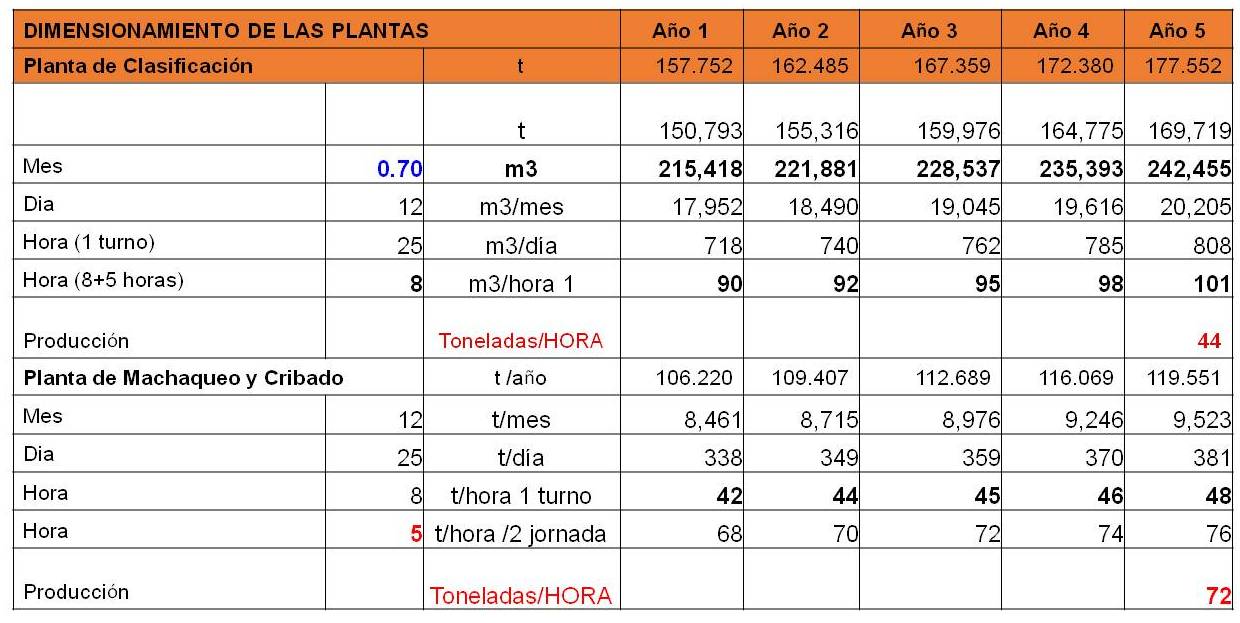 DIMENSIONAMIENTO DE LAS PLANTAS Año 1 Año 2 Año 3 Año 4 Año 5
Planta de Clasificación t 157.752 162.485 167.359 172.380 177.552
t 150,793 155,316 159,976 164,775 169,719
Mes 0.70 m3 215,418 221,881 228,537 235,393 242,455
Dia 12 m3/mes 17,952 18,490 19,045 19,616 20,205
Hora (1 turno) 25 m3/día 718 740 762 785 808
Hora (8+5 horas) 8 m3/hora 1 90 92 95 98 101
Producción Toneladas/HORA 44
Planta de Machaqueo y Cribado t /año 106.220 109.407 112.689 116.069 119.551
Mes 12 t/mes 8,461 8,715 8,976 9,246 9,523
Dia 25 t/día 338 349 359 370 381
Hora 8 t/hora 1 turno 42 44 45 46 48
Hora 5 t/hora /2 jornada 68 70 72 74 76
Producción Toneladas/HORA 72